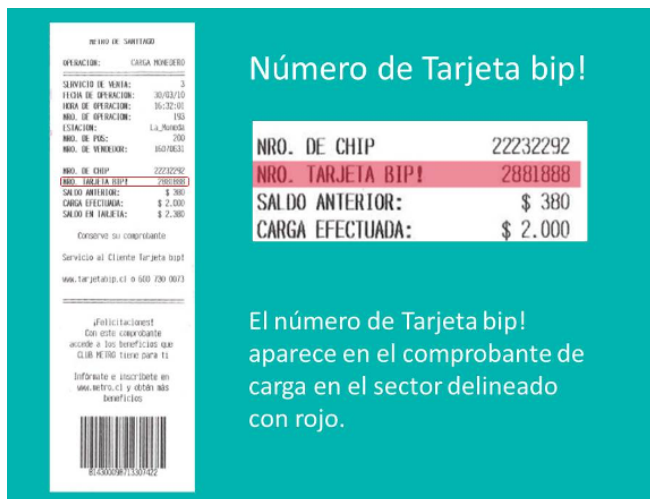 METRO DE SANTIAGO
OPERACION: CARGA MONEDERO
SERVICIO DE VENTA: 3
FECHA DE OPERACION: 30/03/10
HORA DE OPERACION: 16:32:01
NRO. DE OPERACION: 193
ESTACION: La_Moneda
NRO. DE POS: 200
NRO. DE VENDEDOR: 16070631
NRO. DE CHIP 22232292
NRO. TARJETA BIP! 2881888
SALDO ANTERIOR: $ 380
CARGA EFECTUADA: $ 2.000
SALDO EN TARJETA: $ 2.380
Conserve su comprobante
Servicio al Cliente Tarjeta bip!
www.tarjetabip.cl o 600 730 0073
¡Felicitaciones!
Con este comprobante
accede a los beneficios que
CLUB METRO tiene para ti
Infórmate e inscríbete en
www.metro.cl y obtén más
beneficios
Número de Tarjeta bip!
NRO. DE CHIP 22232292
NRO. TARJETA BIP! 2881888
SALDO ANTERIOR: $ 380
CARGA EFECTUADA: $ 2.000
El número de Tarjeta bip!
aparece en el comprobante de
carga en el sector delineado
con rojo.